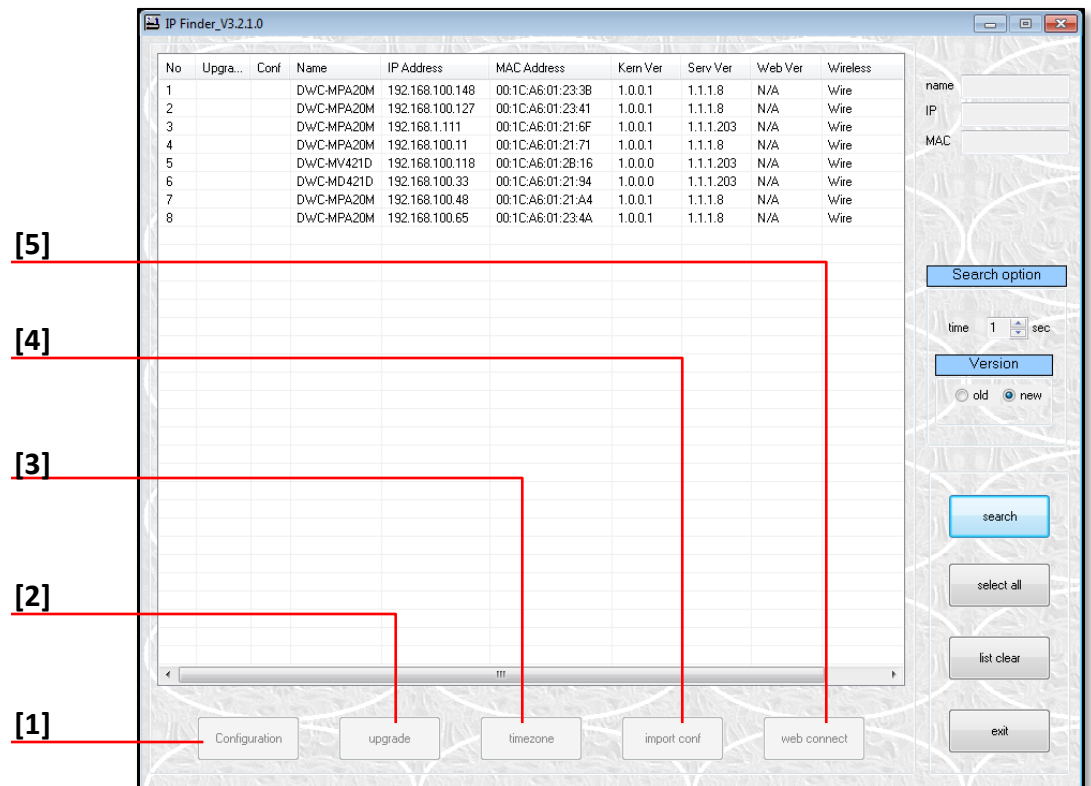 IP Finder_V3.2.1.0
No Upgra... Conf Name IP Address MAC Address Kern Ver Serv Ver Web Ver Wireless
1 DWC-MPA20M 192.168.100.148 00:1C:A6:01:23:3B 1.0.0.1 1.1.1.8 N/A Wire
2 DWC-MPA20M 192.168.100.127 00:1C:A6:01:23:41 1.0.0.1 1.1.1.8 N/A Wire
3 DWC-MPA20M 192.168.1.111 00:1C:A6:01:21:6F 1.0.0.1 1.1.1.203 N/A Wire
4 DWC-MPA20M 192.168.100.11 00:1C:A6:01:21:71 1.0.0.1 1.1.1.8 N/A Wire
5 DWC-MV421D 192.168.100.118 00:1C:A6:01:2B:16 1.0.0.0 1.1.1.203 N/A Wire
6 DWC-MD421D 192.168.100.33 00:1C:A6:01:21:94 1.0.0.0 1.1.1.203 N/A Wire
7 DWC-MPA20M 192.168.100.48 00:1C:A6:01:21:A4 1.0.0.1 1.1.1.8 N/A Wire
8 DWC-MPA20M 192.168.100.65 00:1C:A6:01:23:4A 1.0.0.1 1.1.1.8 N/A Wire
name
IP
MAC
Search option
time 1 sec
Version
old new
search
select all
list clear
exit
[5]
[4]
[3]
[2]
[1]
Configuration upgrade timezone import conf web connect